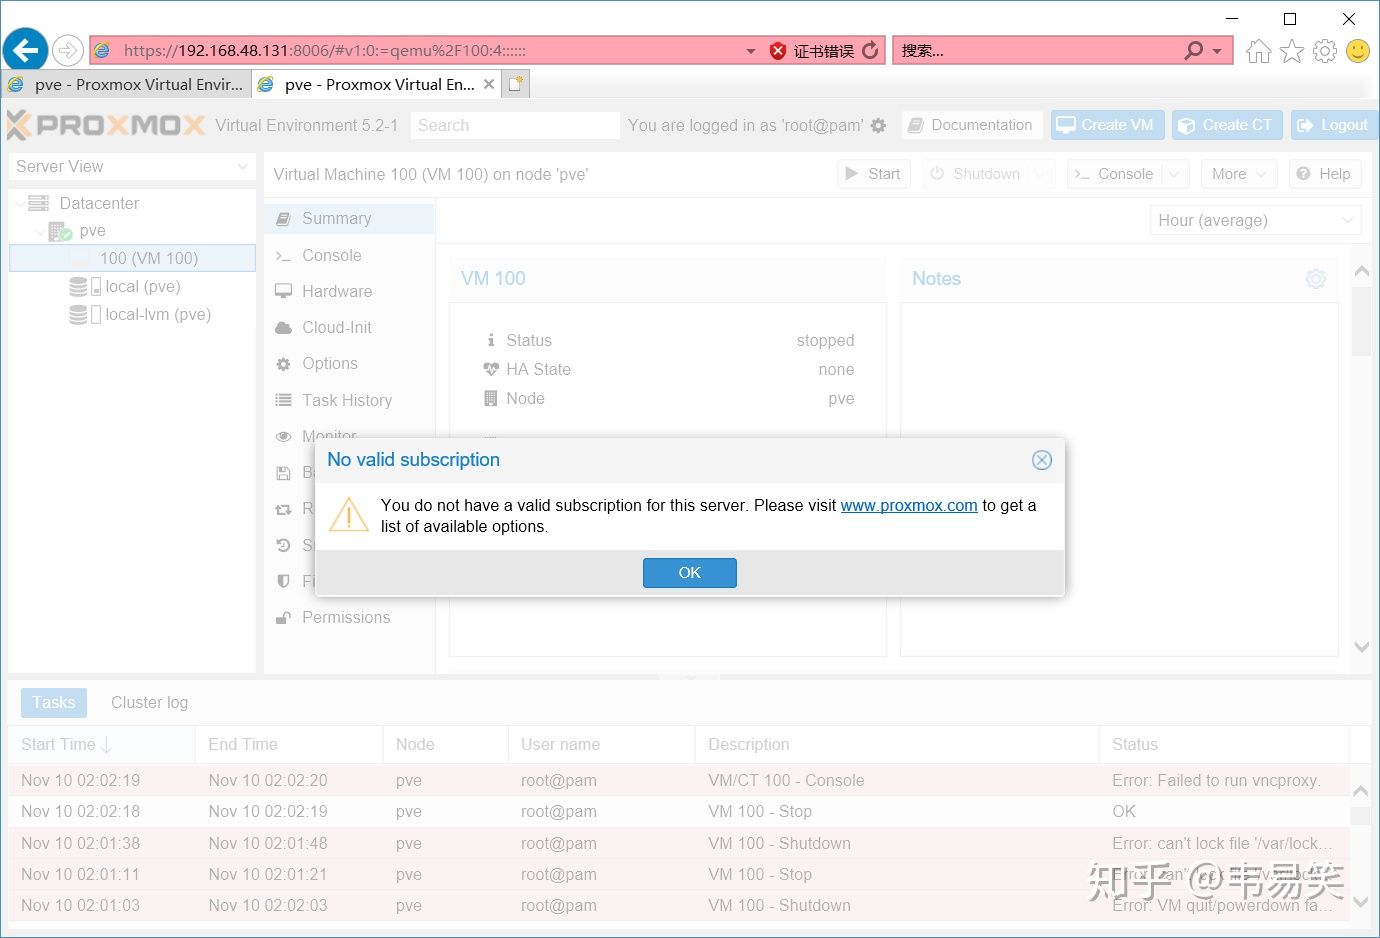 https://192.168.48.131:8006/#v1:0:=qemu%2F100:4::::::
证书错误
搜索...
pve - Proxmox Virtual Envir...
pve - Proxmox Virtual En...
PROXMOX
Virtual Environment 5.2-1
Search
You are logged in as 'root@pam'
Documentation
Create VM
Create CT
Logout
Server View
Virtual Machine 100 (VM 100) on node 'pve'
Start
Shutdown
Console
More
Help
Datacenter
pve
100 (VM 100)
local (pve)
local-lvm (pve)
Summary
Console
Hardware
Cloud-Init
Options
Task History
Monitor
Permissions
Hour (average)
VM 100
Notes
Status stopped
HA State none
Node pve
No valid subscription
You do not have a valid subscription for this server. Please visit www.proxmox.com to get a
list of available options.
OK
Tasks
Cluster log
Start Time End Time Node User name Description Status
Nov 10 02:02:19 Nov 10 02:02:20 pve root@pam VM/CT 100 - Console Error: Failed to run vncproxy.
Nov 10 02:02:18 Nov 10 02:02:19 pve root@pam VM 100 - Stop OK
Nov 10 02:01:38 Nov 10 02:01:48 pve root@pam VM 100 - Shutdown Error: can't lock file '/var/lock...
Nov 10 02:01:11 Nov 10 02:01:21 pve root@pam VM 100 - Stop Error: can't lock file '/var/lock...
Nov 10 02:01:03 Nov 10 02:02:03 pve root@pam VM 100 - Shutdown Error: VM quit/powerdown fa...
知乎 @韦易笑